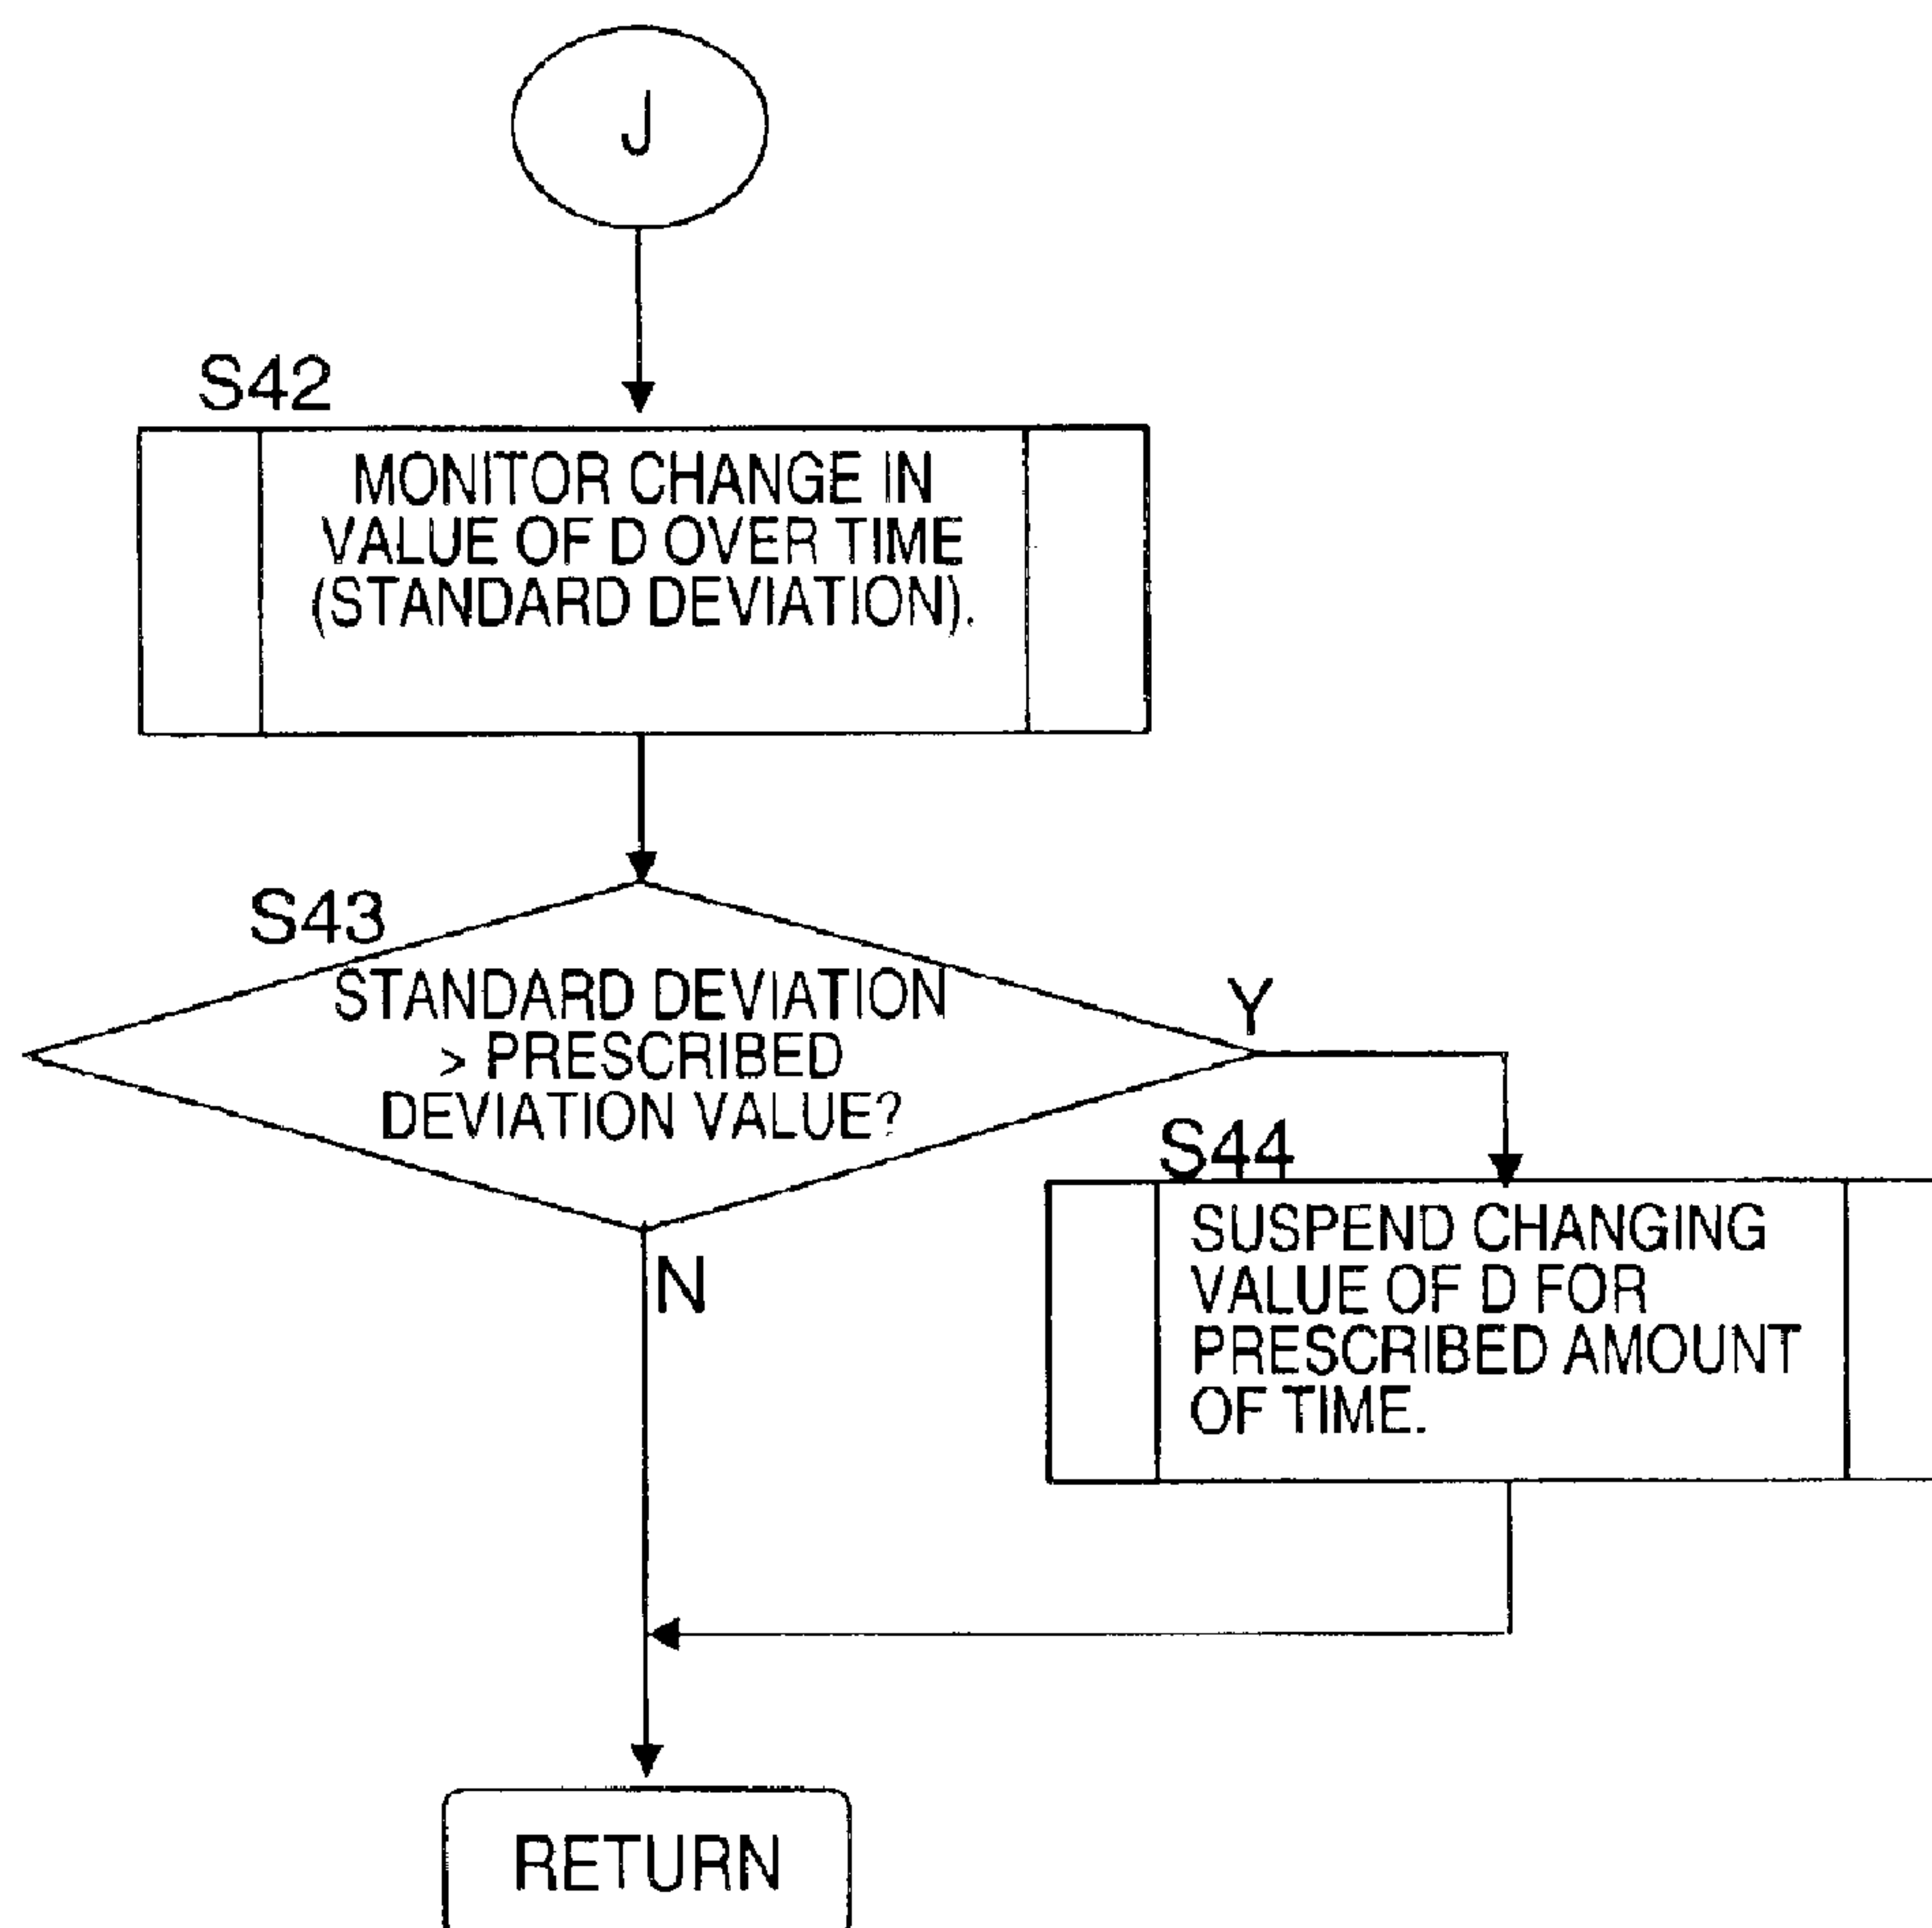 J
S42
MONITOR CHANGE IN
VALUE OF D OVER TIME
(STANDARD DEVIATION).
S43
STANDARD DEVIATION
> PRESCRIBED
DEVIATION VALUE?
Y
N
S44
SUSPEND CHANGING
VALUE OF D FOR
PRESCRIBED AMOUNT
OF TIME.
RETURN